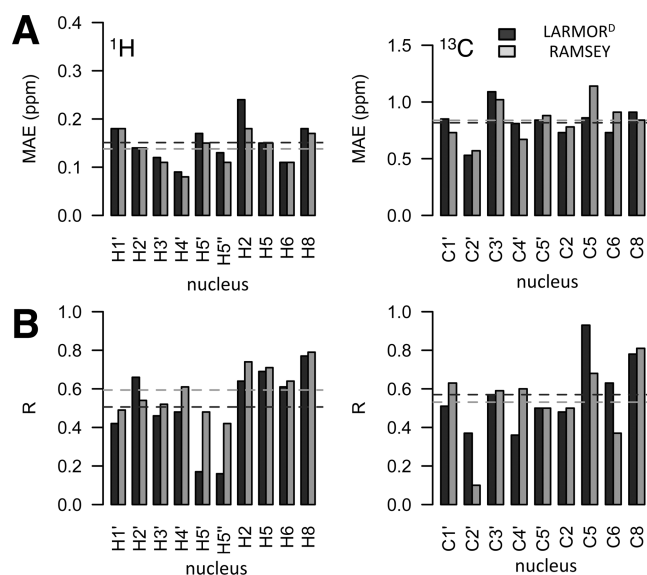 A
¹H
MAE (ppm)
0.4
0.3
0.2
0.1
0.0
H1' H2' H3' H4' H5' H5" H2 H5 H6 H8
nucleus
¹³C
LARMORᴰ
RAMSEY
MAE (ppm)
1.5
1.0
0.5
0.0
C1' C2' C3' C4' C5' C2 C5 C6 C8
nucleus
B
R
1.0
0.8
0.6
0.4
0.2
0.0
H1' H2' H3' H4' H5' H5" H2 H5 H6 H8
nucleus
R
1.0
0.8
0.6
0.4
0.2
0.0
C1' C2' C3' C4' C5' C2 C5 C6 C8
nucleus